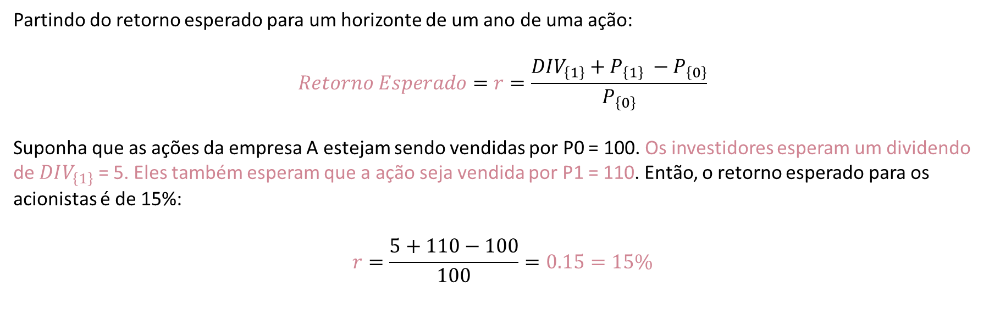 Partindo do retorno esperado para um horizonte de um ano de uma ação:
Retorno Esperado = r = \frac{DIV_{\{1\}} + P_{\{1\}} − P_{\{0\}}}{P_{\{0\}}}
Suponha que as ações da empresa A estejam sendo vendidas por P0 = 100. Os investidores esperam um dividendo
de DIV_{\{1\}} = 5. Eles também esperam que a ação seja vendida por P1 = 110. Então, o retorno esperado para os
acionistas é de 15%:
r = \frac{5 + 110 − 100}{100} = 0.15 = 15%